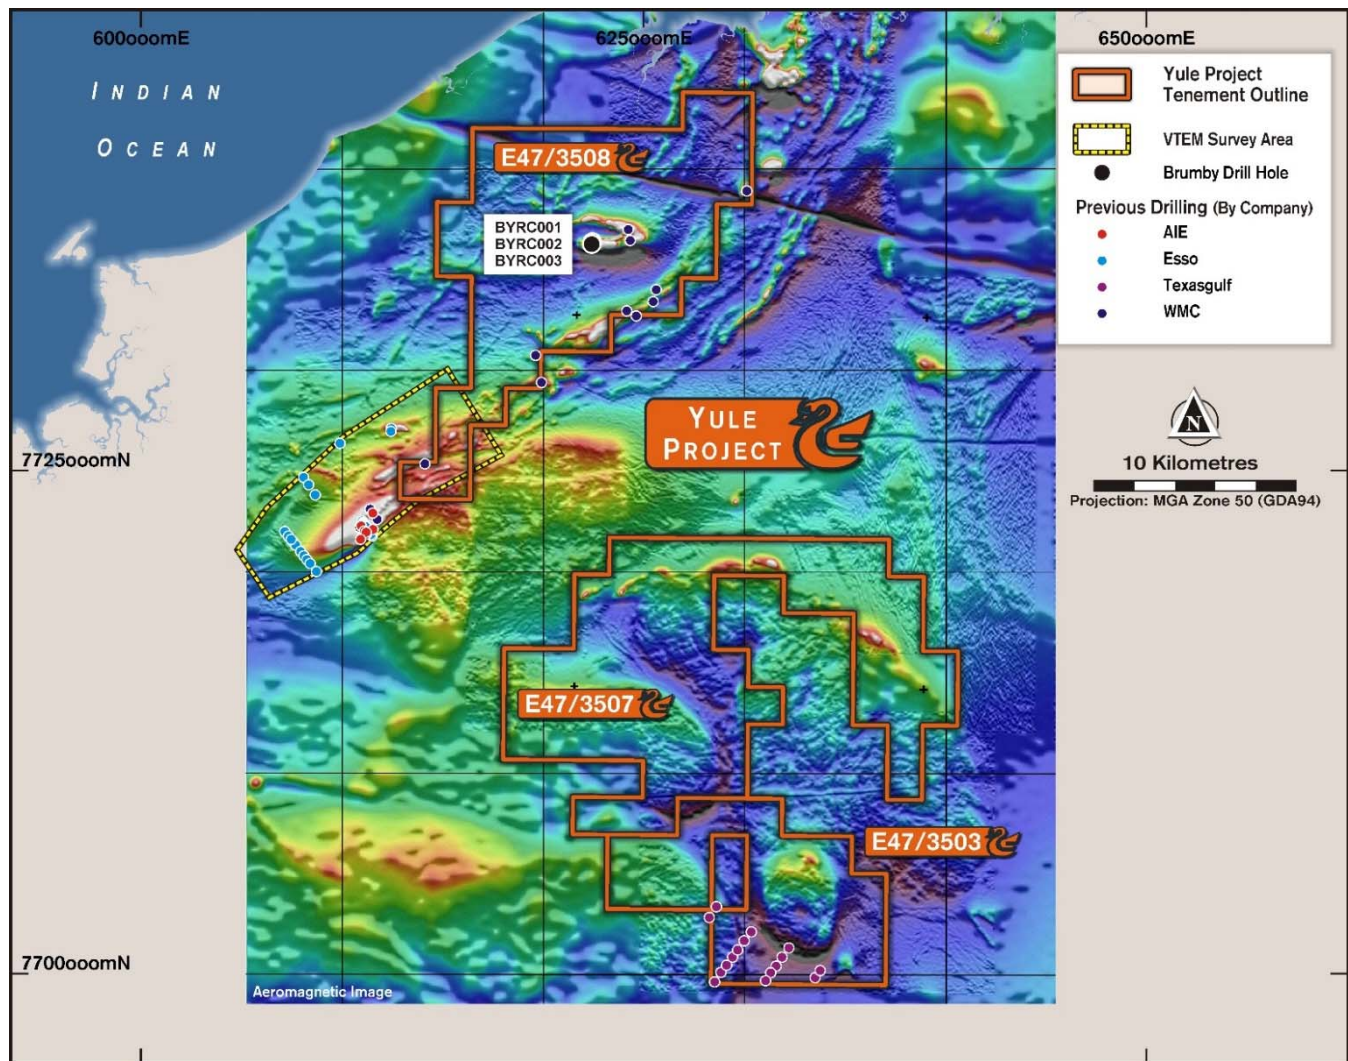 600000mE
625000mE
650000mE
INDIAN
OCEAN
Yule Project
Tenement Outline
VTEM Survey Area
Brumby Drill Hole
Previous Drilling (By Company)
AIE
Esso
Texasgulf
WMC
E47/3508
BYRC001
BYRC002
BYRC003
YULE
PROJECT
N
7725000mN
10 Kilometres
Projection: MGA Zone 50 (GDA94)
E47/3507
E47/3503
7700000mN
Aeromagnetic Image